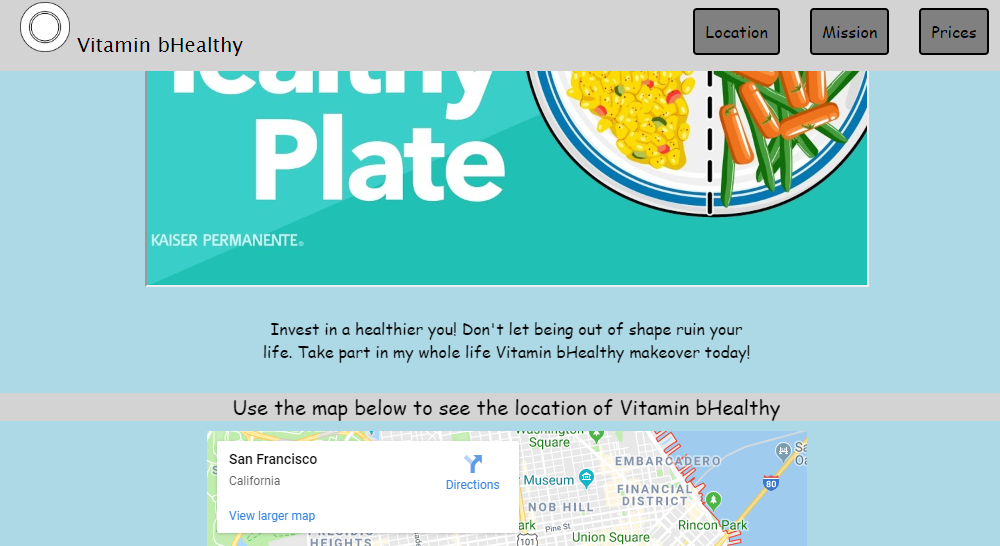 Vitamin bHealthy
Location
Mission
Prices
Healthy
Plate
KAISER PERMANENTE®
Invest in a healthier you! Don't let being out of shape ruin your
life. Take part in my whole life Vitamin bHealthy makeover today!
Use the map below to see the location of Vitamin bHealthy
San Francisco
California
Directions
View larger map
Washington
Square
EMBARCADERO
Museum
FINANCIAL
DISTRICT
80
NOB HILL
Pine St
Rincon Park
Union Square
101
HEIGHTS